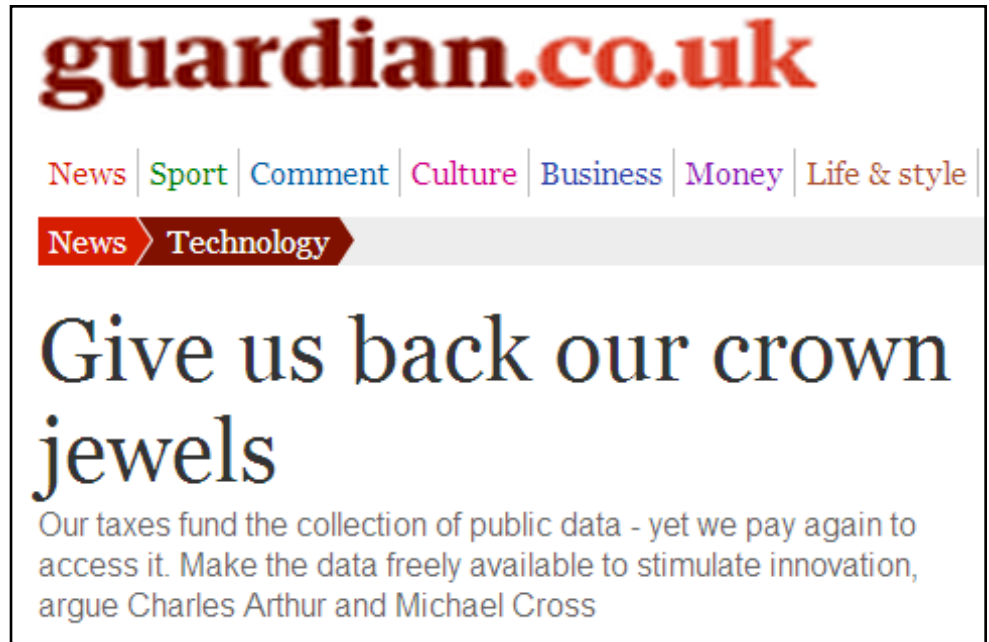 guardian.co.uk
News Sport Comment Culture Business Money Life & style
News Technology
Give us back our crown
jewels
Our taxes fund the collection of public data - yet we pay again to
access it. Make the data freely available to stimulate innovation,
argue Charles Arthur and Michael Cross